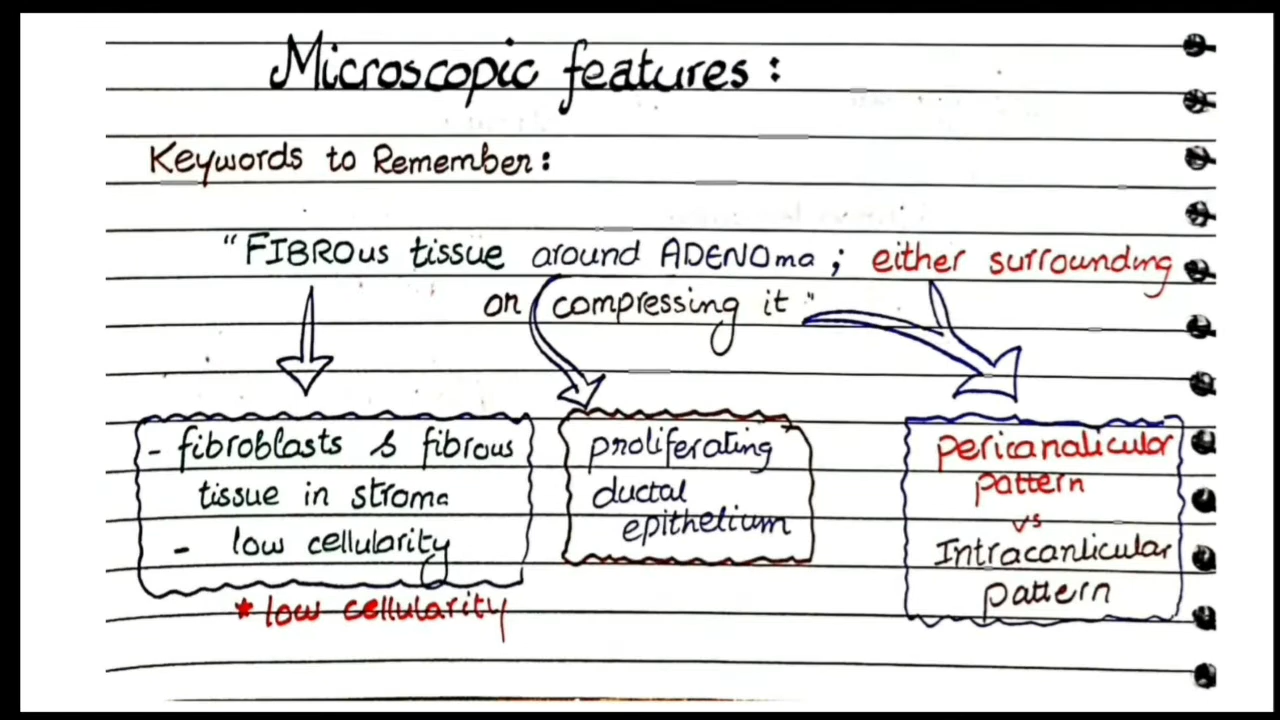 Microscopic features :
Keywords to Remember :
"FIBROus tissue around ADENOma ; either surrounding
or compressing it"
- fibroblasts & fibrous
tissue in stroma
- low cellularity
* low cellularity
proliferating
ductal
epithelium
pericanalicular
pattern
vs
Intracanlicular
pattern